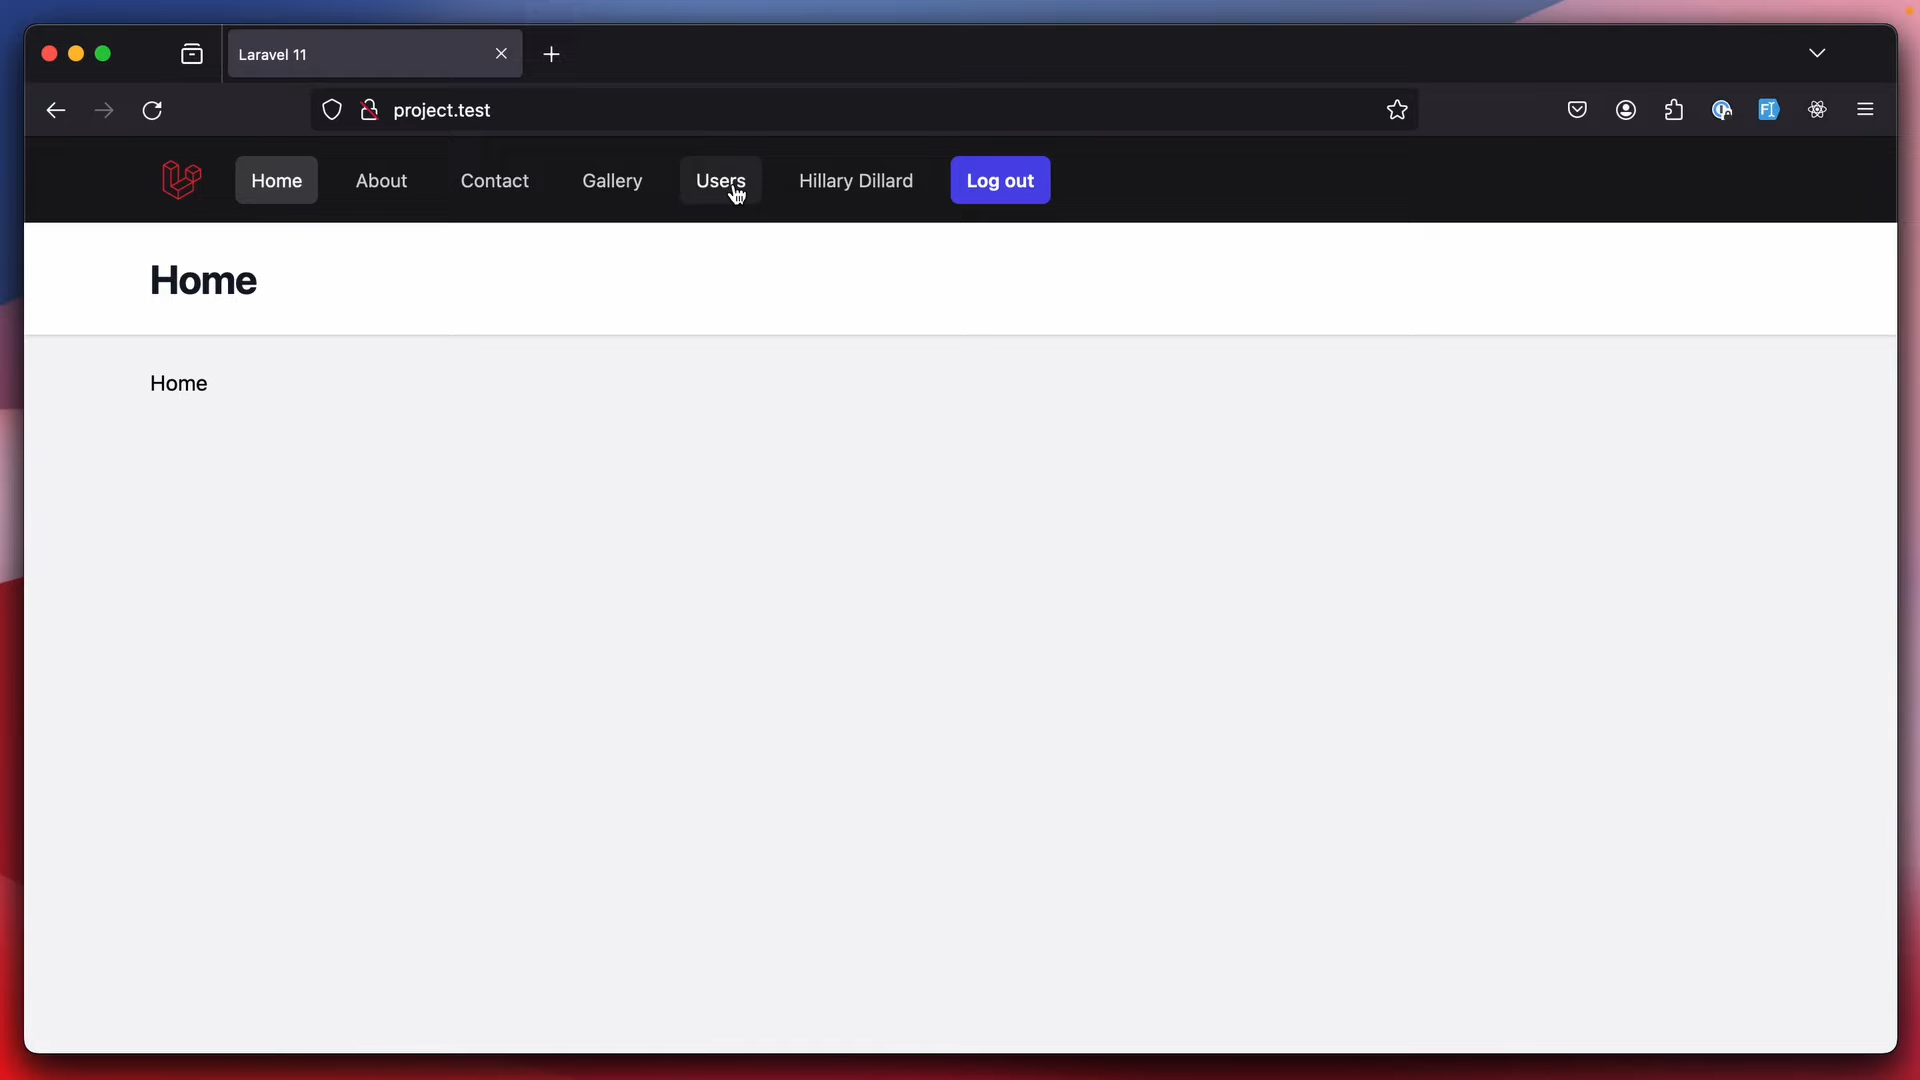 Laravel 11
project.test
Home About Contact Gallery Users Hillary Dillard Log out
Home
Home